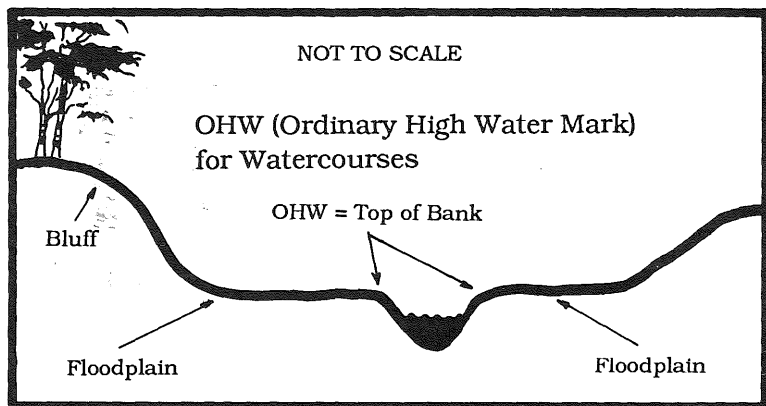 NOT TO SCALE
OHW (Ordinary High Water Mark)
for Watercourses
OHW = Top of Bank
Bluff
Floodplain
Floodplain